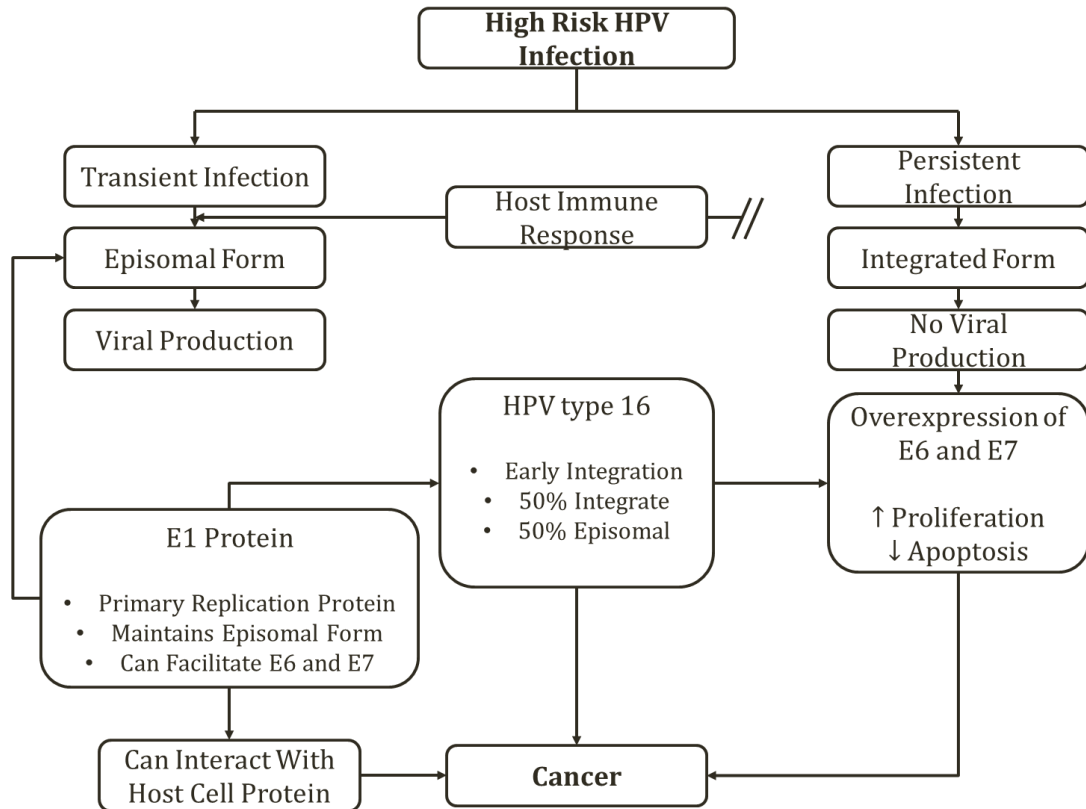 High Risk HPV
Infection
Transient Infection
Persistent
Infection
Host Immune
Response
Episomal Form
Integrated Form
Viral Production
No Viral
Production
HPV type 16
• Early Integration
• 50% Integrate
• 50% Episomal
Overexpression of
E6 and E7
↑ Proliferation
↓ Apoptosis
E1 Protein
• Primary Replication Protein
• Maintains Episomal Form
• Can Facilitate E6 and E7
Can Interact With
Host Cell Protein
Cancer